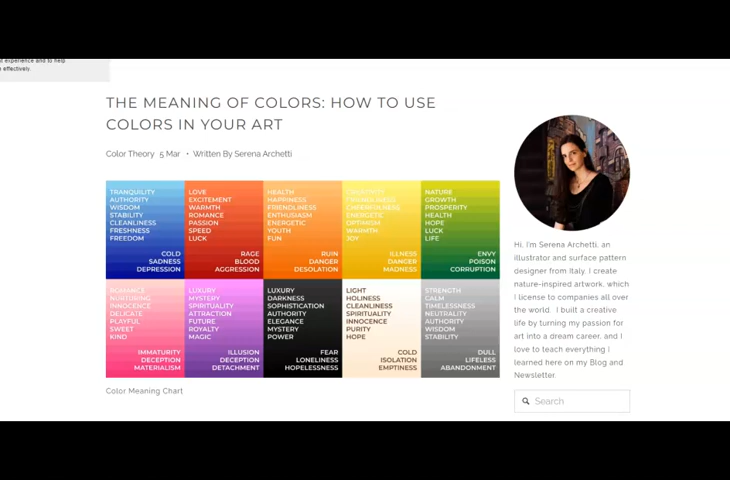 t experience and to help
effectively.
THE MEANING OF COLORS: HOW TO USE
COLORS IN YOUR ART
Color Theory 5 Mar • Written By Serena Archetti
TRANQUILITY
AUTHORITY
WISDOM
STABILITY
CLEANLINESS
FRESHNESS
FREEDOM
COLD
SADNESS
DEPRESSION
LOVE
EXCITEMENT
WARMTH
ROMANCE
PASSION
SPEED
LUCK
RAGE
BLOOD
AGGRESSION
HEALTH
HAPPINESS
FRIENDLINESS
ENTHUSIASM
ENERGETIC
YOUTH
FUN
RUIN
DANGER
DESOLATION
CREATIVITY
CHEERFULNESS
ENERGETIC
OPTIMISM
WARMTH
JOY
ILLNESS
DANGER
MADNESS
NATURE
GROWTH
PROSPERITY
HEALTH
HOPE
LUCK
LIFE
ENVY
POISON
CORRUPTION
ROMANCE
NURTURING
INNOCENCE
DELICATE
PLAYFUL
SWEET
KIND
IMMATURITY
DECEPTION
MATERIALISM
LUXURY
MYSTERY
SPIRITUALITY
ATTRACTION
FUTURE
ROYALTY
MAGIC
ILLUSION
DECEPTION
DETACHMENT
LUXURY
DARKNESS
SOPHISTICATION
AUTHORITY
ELEGANCE
MYSTERY
POWER
FEAR
LONELINESS
HOPELESSNESS
LIGHT
HOLINESS
CLEANLINESS
SPIRITUALITY
INNOCENCE
PURITY
HOPE
COLD
ISOLATION
EMPTINESS
STRENGTH
CALM
TIMELESSNESS
NEUTRALITY
AUTHORITY
WISDOM
STABILITY
DULL
LIFELESS
ABANDONMENT
Color Meaning Chart
Hi, I'm Serena Archetti, an
illustrator and surface pattern
designer from Italy. I create
nature-inspired artwork, which
I license to companies all over
the world. I built a creative
life by turning my passion for
art into a dream career, and I
love to teach everything I
learned here on my Blog and
Newsletter.
Search